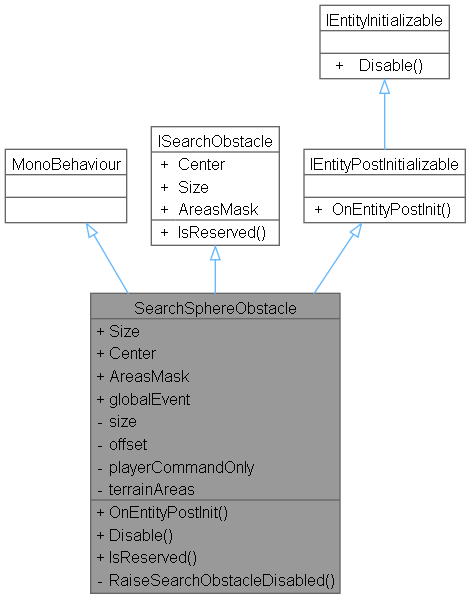 IEntityInitializable
+ Disable()
ISearchObstacle
+ Center
+ Size
+ AreasMask
+ IsReserved()
MonoBehaviour
IEntityPostInitializable
+ OnEntityPostInit()
SearchSphereObstacle
+ Size
+ Center
+ AreasMask
+ globalEvent
- size
- offset
- playerCommandOnly
- terrainAreas
+ OnEntityPostInit()
+ Disable()
+ IsReserved()
- RaiseSearchObstacleDisabled()